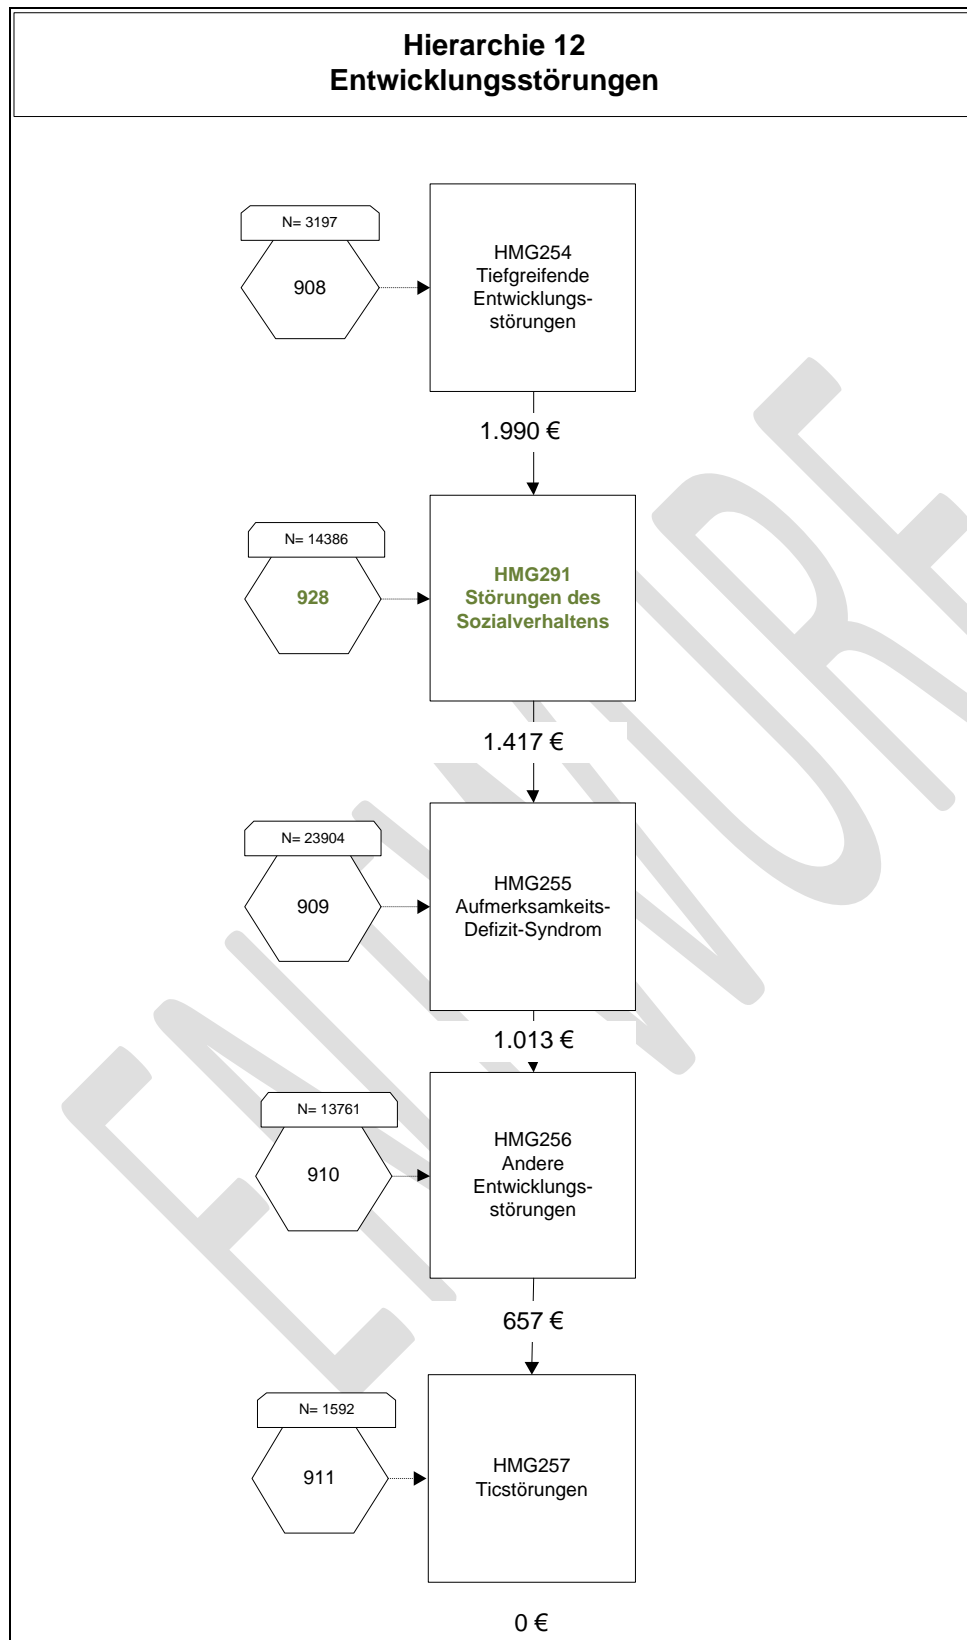 Hierarchie 12
Entwicklungsstörungen
N= 3197
908
HMG254
Tiefgreifende
Entwicklungs-
störungen
1.990 €
N= 14386
928
HMG291
Störungen des
Sozialverhaltens
1.417 €
N= 23904
909
HMG255
Aufmerksamkeits-
Defizit-Syndrom
1.013 €
N= 13761
910
HMG256
Andere
Entwicklungs-
störungen
657 €
N= 1592
911
HMG257
Ticstörungen
0 €